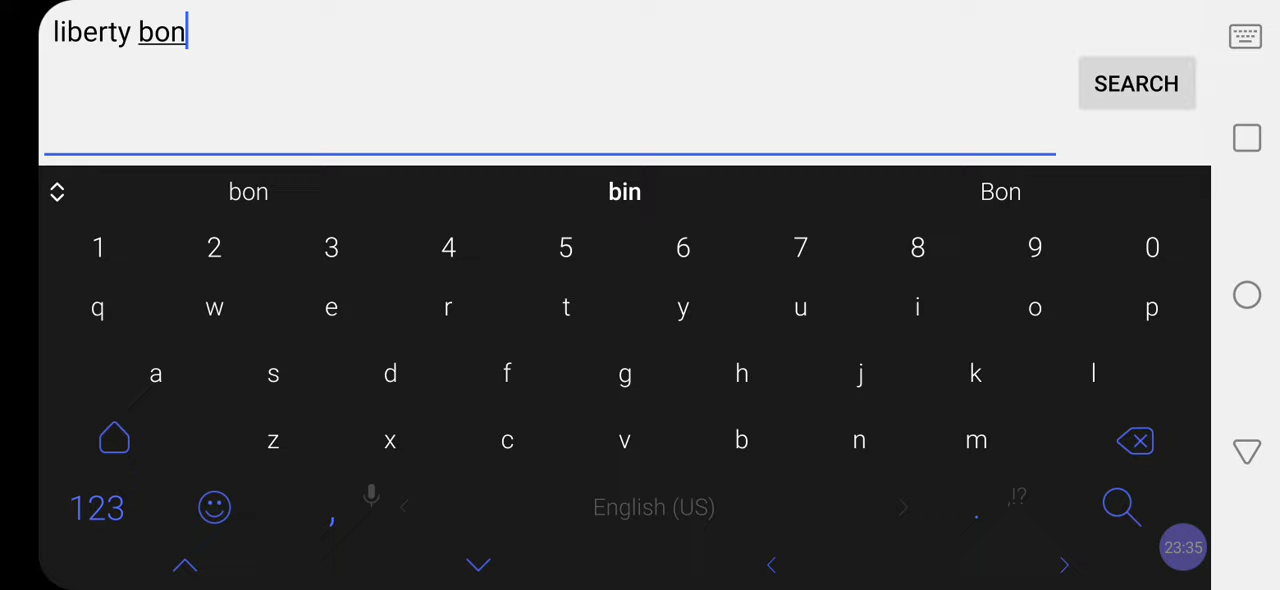 liberty bon
SEARCH
bon bin Bon
1 2 3 4 5 6 7 8 9 0
q w e r t y u i o p
a s d f g h j k l
z x c v b n m
123 , English (US) . ,!?
23:35